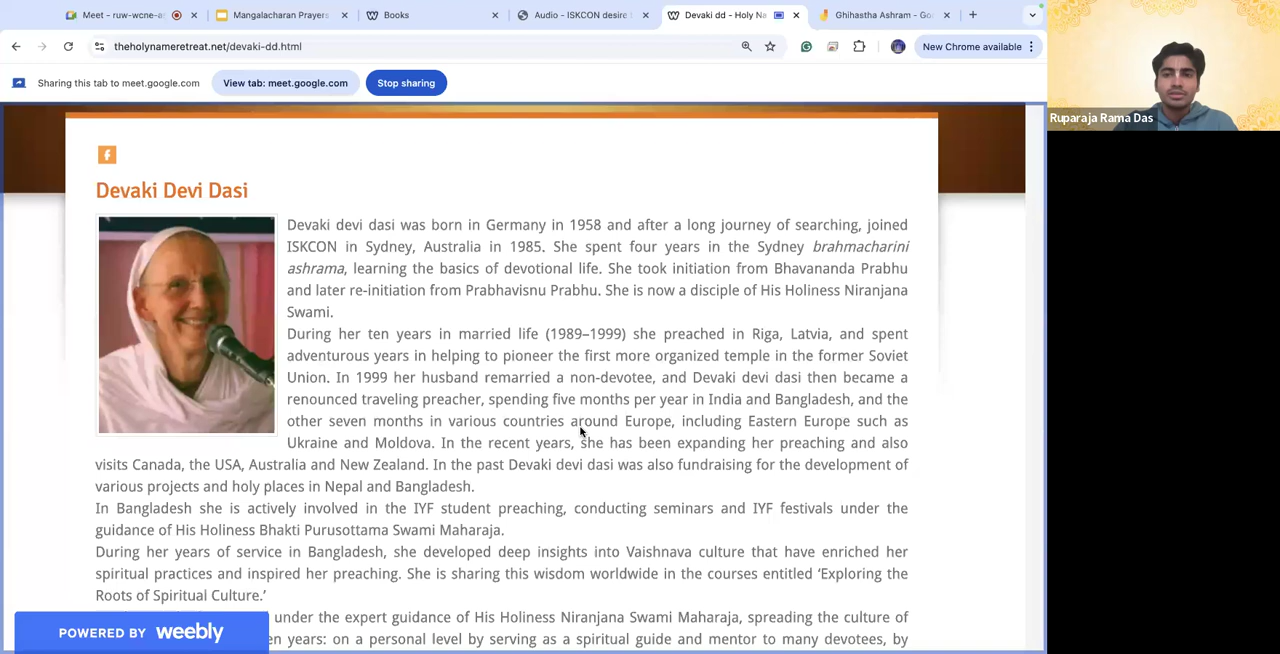 Meet - ruw-wcne-a
Mangalacharan Prayers
Books
Audio - ISKCON desire t
Devaki dd - Holy Na
Ghihastha Ashram - Go
theholynameretreat.net/devaki-dd.html
New Chrome available
Sharing this tab to meet.google.com
View tab: meet.google.com
Stop sharing
Ruparaja Rama Das
Devaki Devi Dasi
Devaki devi dasi was born in Germany in 1958 and after a long journey of searching, joined
ISKCON in Sydney, Australia in 1985. She spent four years in the Sydney brahmacharini
ashrama, learning the basics of devotional life. She took initiation from Bhavananda Prabhu
and later re-initiation from Prabhavisnu Prabhu. She is now a disciple of His Holiness Niranjana
Swami.
During her ten years in married life (1989–1999) she preached in Riga, Latvia, and spent
adventurous years in helping to pioneer the first more organized temple in the former Soviet
Union. In 1999 her husband remarried a non-devotee, and Devaki devi dasi then became a
renounced traveling preacher, spending five months per year in India and Bangladesh, and the
other seven months in various countries around Europe, including Eastern Europe such as
Ukraine and Moldova. In the recent years, she has been expanding her preaching and also
visits Canada, the USA, Australia and New Zealand. In the past Devaki devi dasi was also fundraising for the development of
various projects and holy places in Nepal and Bangladesh.
In Bangladesh she is actively involved in the IYF student preaching, conducting seminars and IYF festivals under the
guidance of His Holiness Bhakti Purusottama Swami Maharaja.
During her years of service in Bangladesh, she developed deep insights into Vaishnava culture that have enriched her
spiritual practices and inspired her preaching. She is sharing this wisdom worldwide in the courses entitled ‘Exploring the
Roots of Spiritual Culture.’
under the expert guidance of His Holiness Niranjana Swami Maharaja, spreading the culture of
en years: on a personal level by serving as a spiritual guide and mentor to many devotees, by
POWERED BY weebly